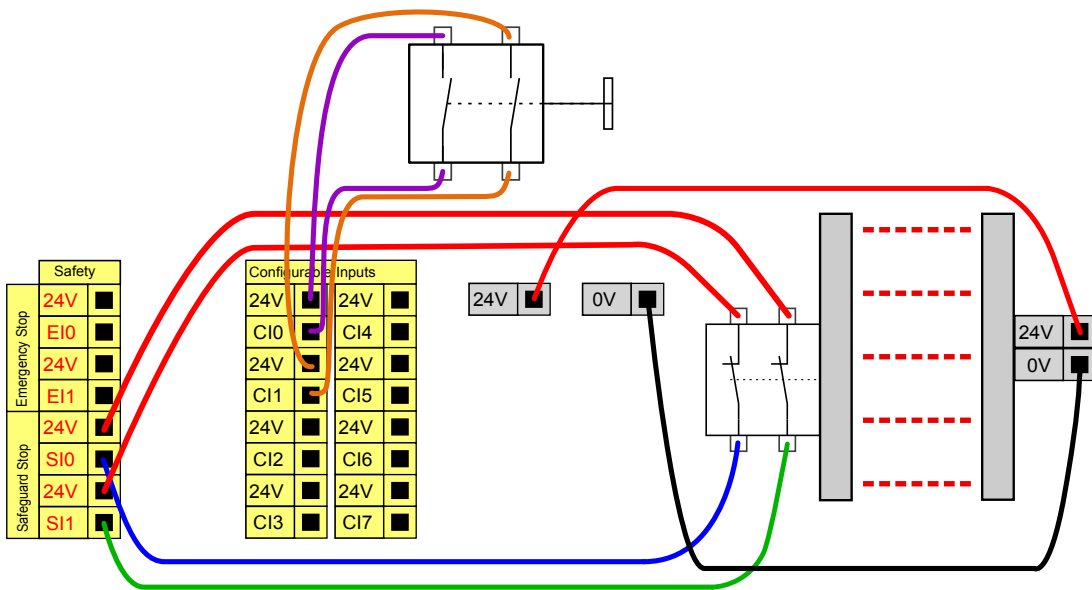 Safety
Emergency Stop
24V
EI0
24V
EI1
Safeguard Stop
24V
SI0
24V
SI1
Configurable Inputs
24V 24V
CI0 CI4
24V 24V
CI1 CI5
24V 24V
CI2 CI6
24V 24V
CI3 CI7
24V
0V
24V
0V